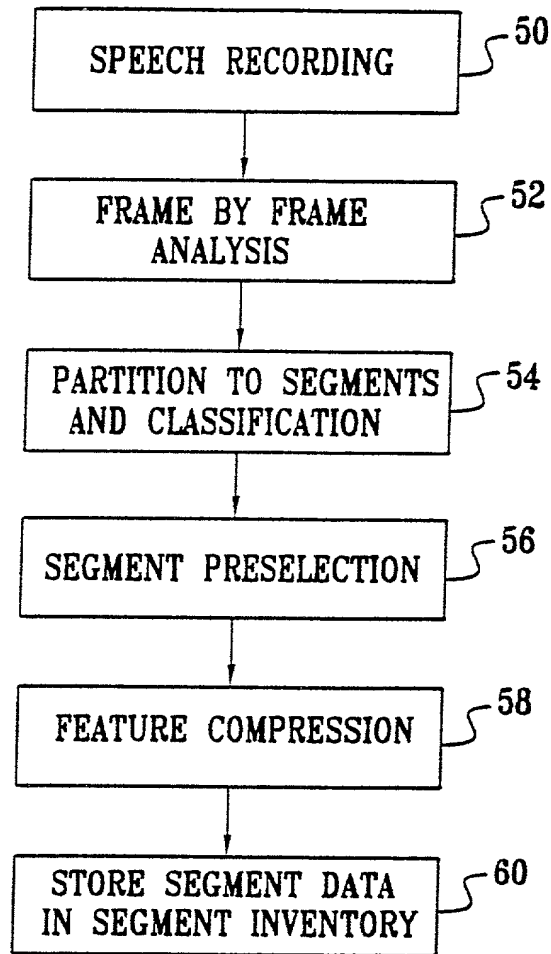 SPEECH RECORDING
50
FRAME BY FRAME
ANALYSIS
52
PARTITION TO SEGMENTS
AND CLASSIFICATION
54
SEGMENT PRESELECTION
56
FEATURE COMPRESSION
58
STORE SEGMENT DATA
IN SEGMENT INVENTORY
60